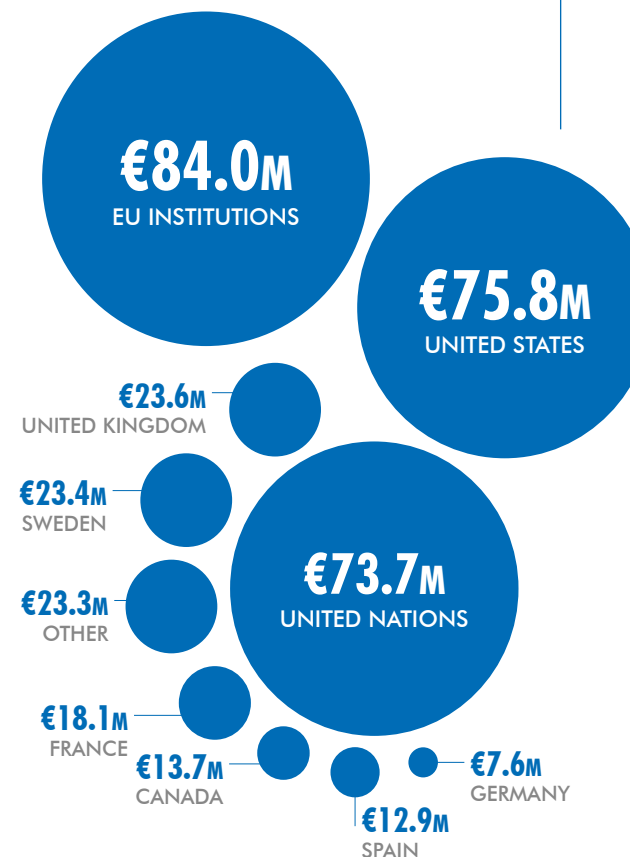 €84.0M
EU INSTITUTIONS
€75.8M
UNITED STATES
€23.6M
UNITED KINGDOM
€23.4M
SWEDEN
€73.7M
UNITED NATIONS
€23.3M
OTHER
€18.1M
FRANCE
€13.7M
CANADA
€7.6M
GERMANY
€12.9M
SPAIN